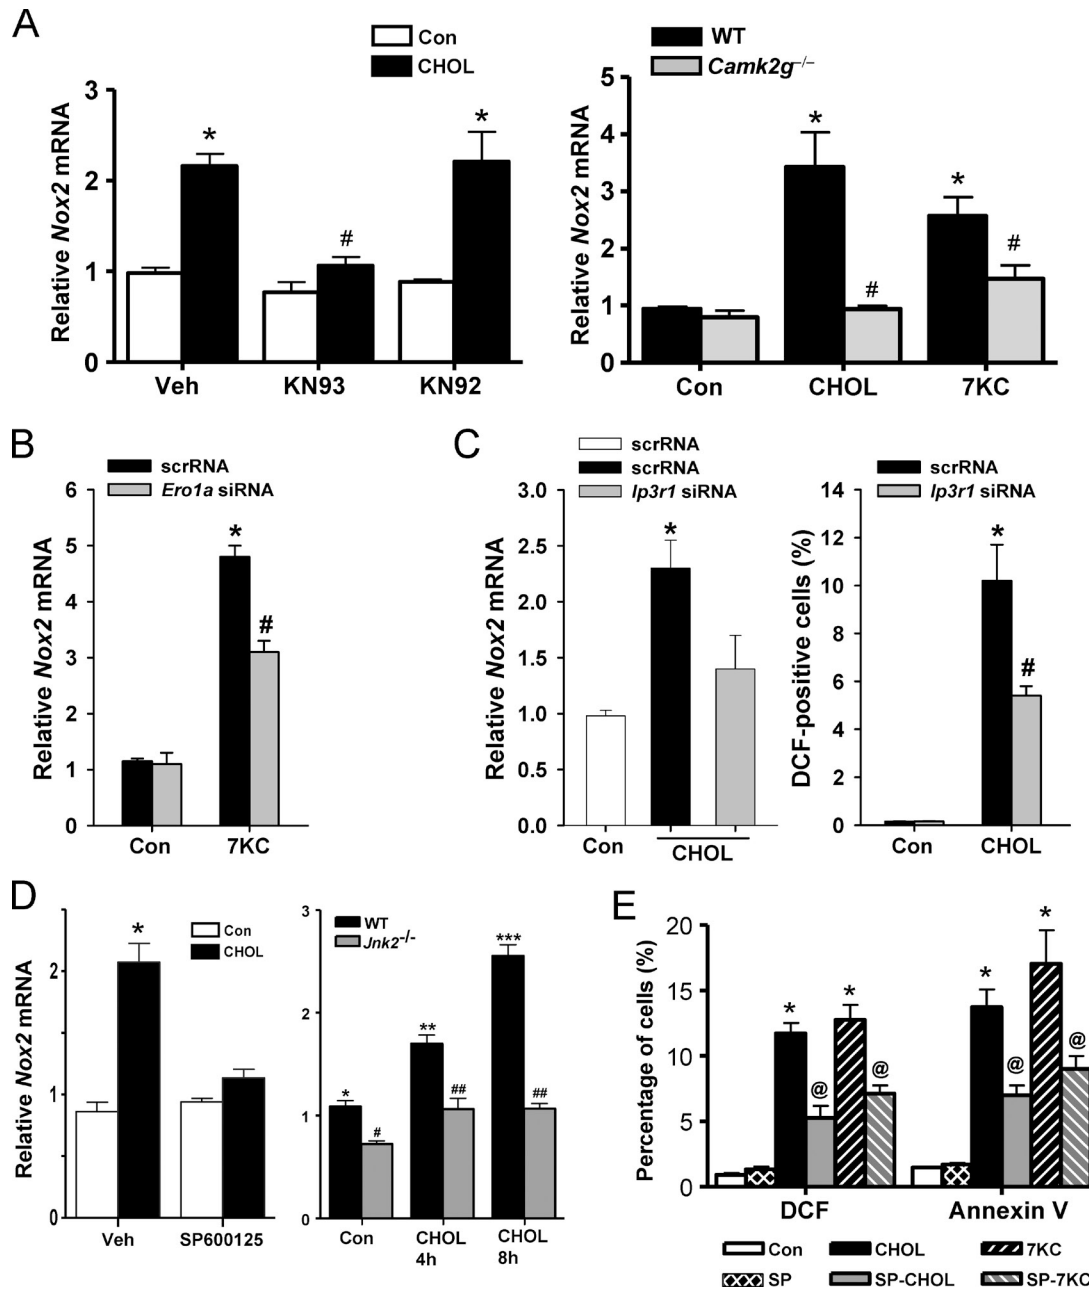 A
Con
CHOL
Relative Nox2 mRNA
3
2
1
0
*
#
*
Veh KN93 KN92
WT
Camk2g–/–
Relative Nox2 mRNA
5
4
3
2
1
0
*
#
*
#
Con CHOL 7KC
B
scrRNA
Ero1a siRNA
Relative Nox2 mRNA
6
5
4
3
2
1
0
*
#
Con 7KC
C
scrRNA
scrRNA
Ip3r1 siRNA
Relative Nox2 mRNA
3.0
2.5
2.0
1.5
1.0
0.5
0.0
*
Con CHOL
scrRNA
Ip3r1 siRNA
DCF-positive cells (%)
14
12
10
8
6
4
2
0
*
#
Con CHOL
D
Con
CHOL
Relative Nox2 mRNA
2
1
0
*
Veh SP600125
WT
Jnk2-/-
3
2
1
0
*
#
**
##
***
##
Con CHOL CHOL
4h 8h
E
Percentage of cells (%)
20
15
10
5
0
*
@
*
@
*
@
*
@
DCF Annexin V
Con CHOL 7KC
SP SP-CHOL SP-7KC